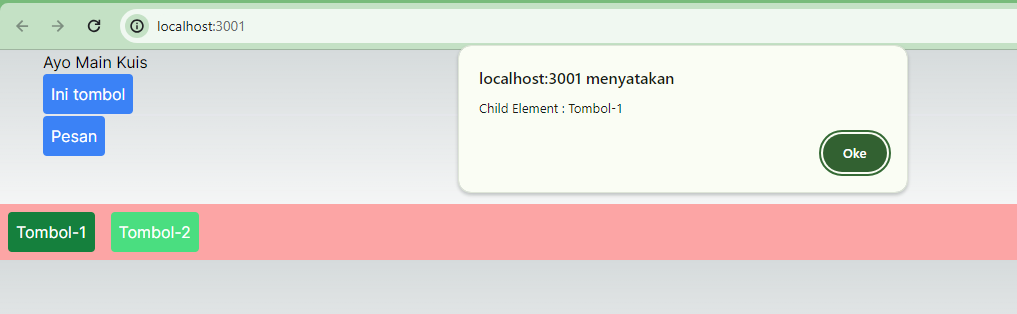 localhost:3001
Ayo Main Kuis
Ini tombol
Pesan
localhost:3001 menyatakan
Child Element : Tombol-1
Oke
Tombol-1 Tombol-2